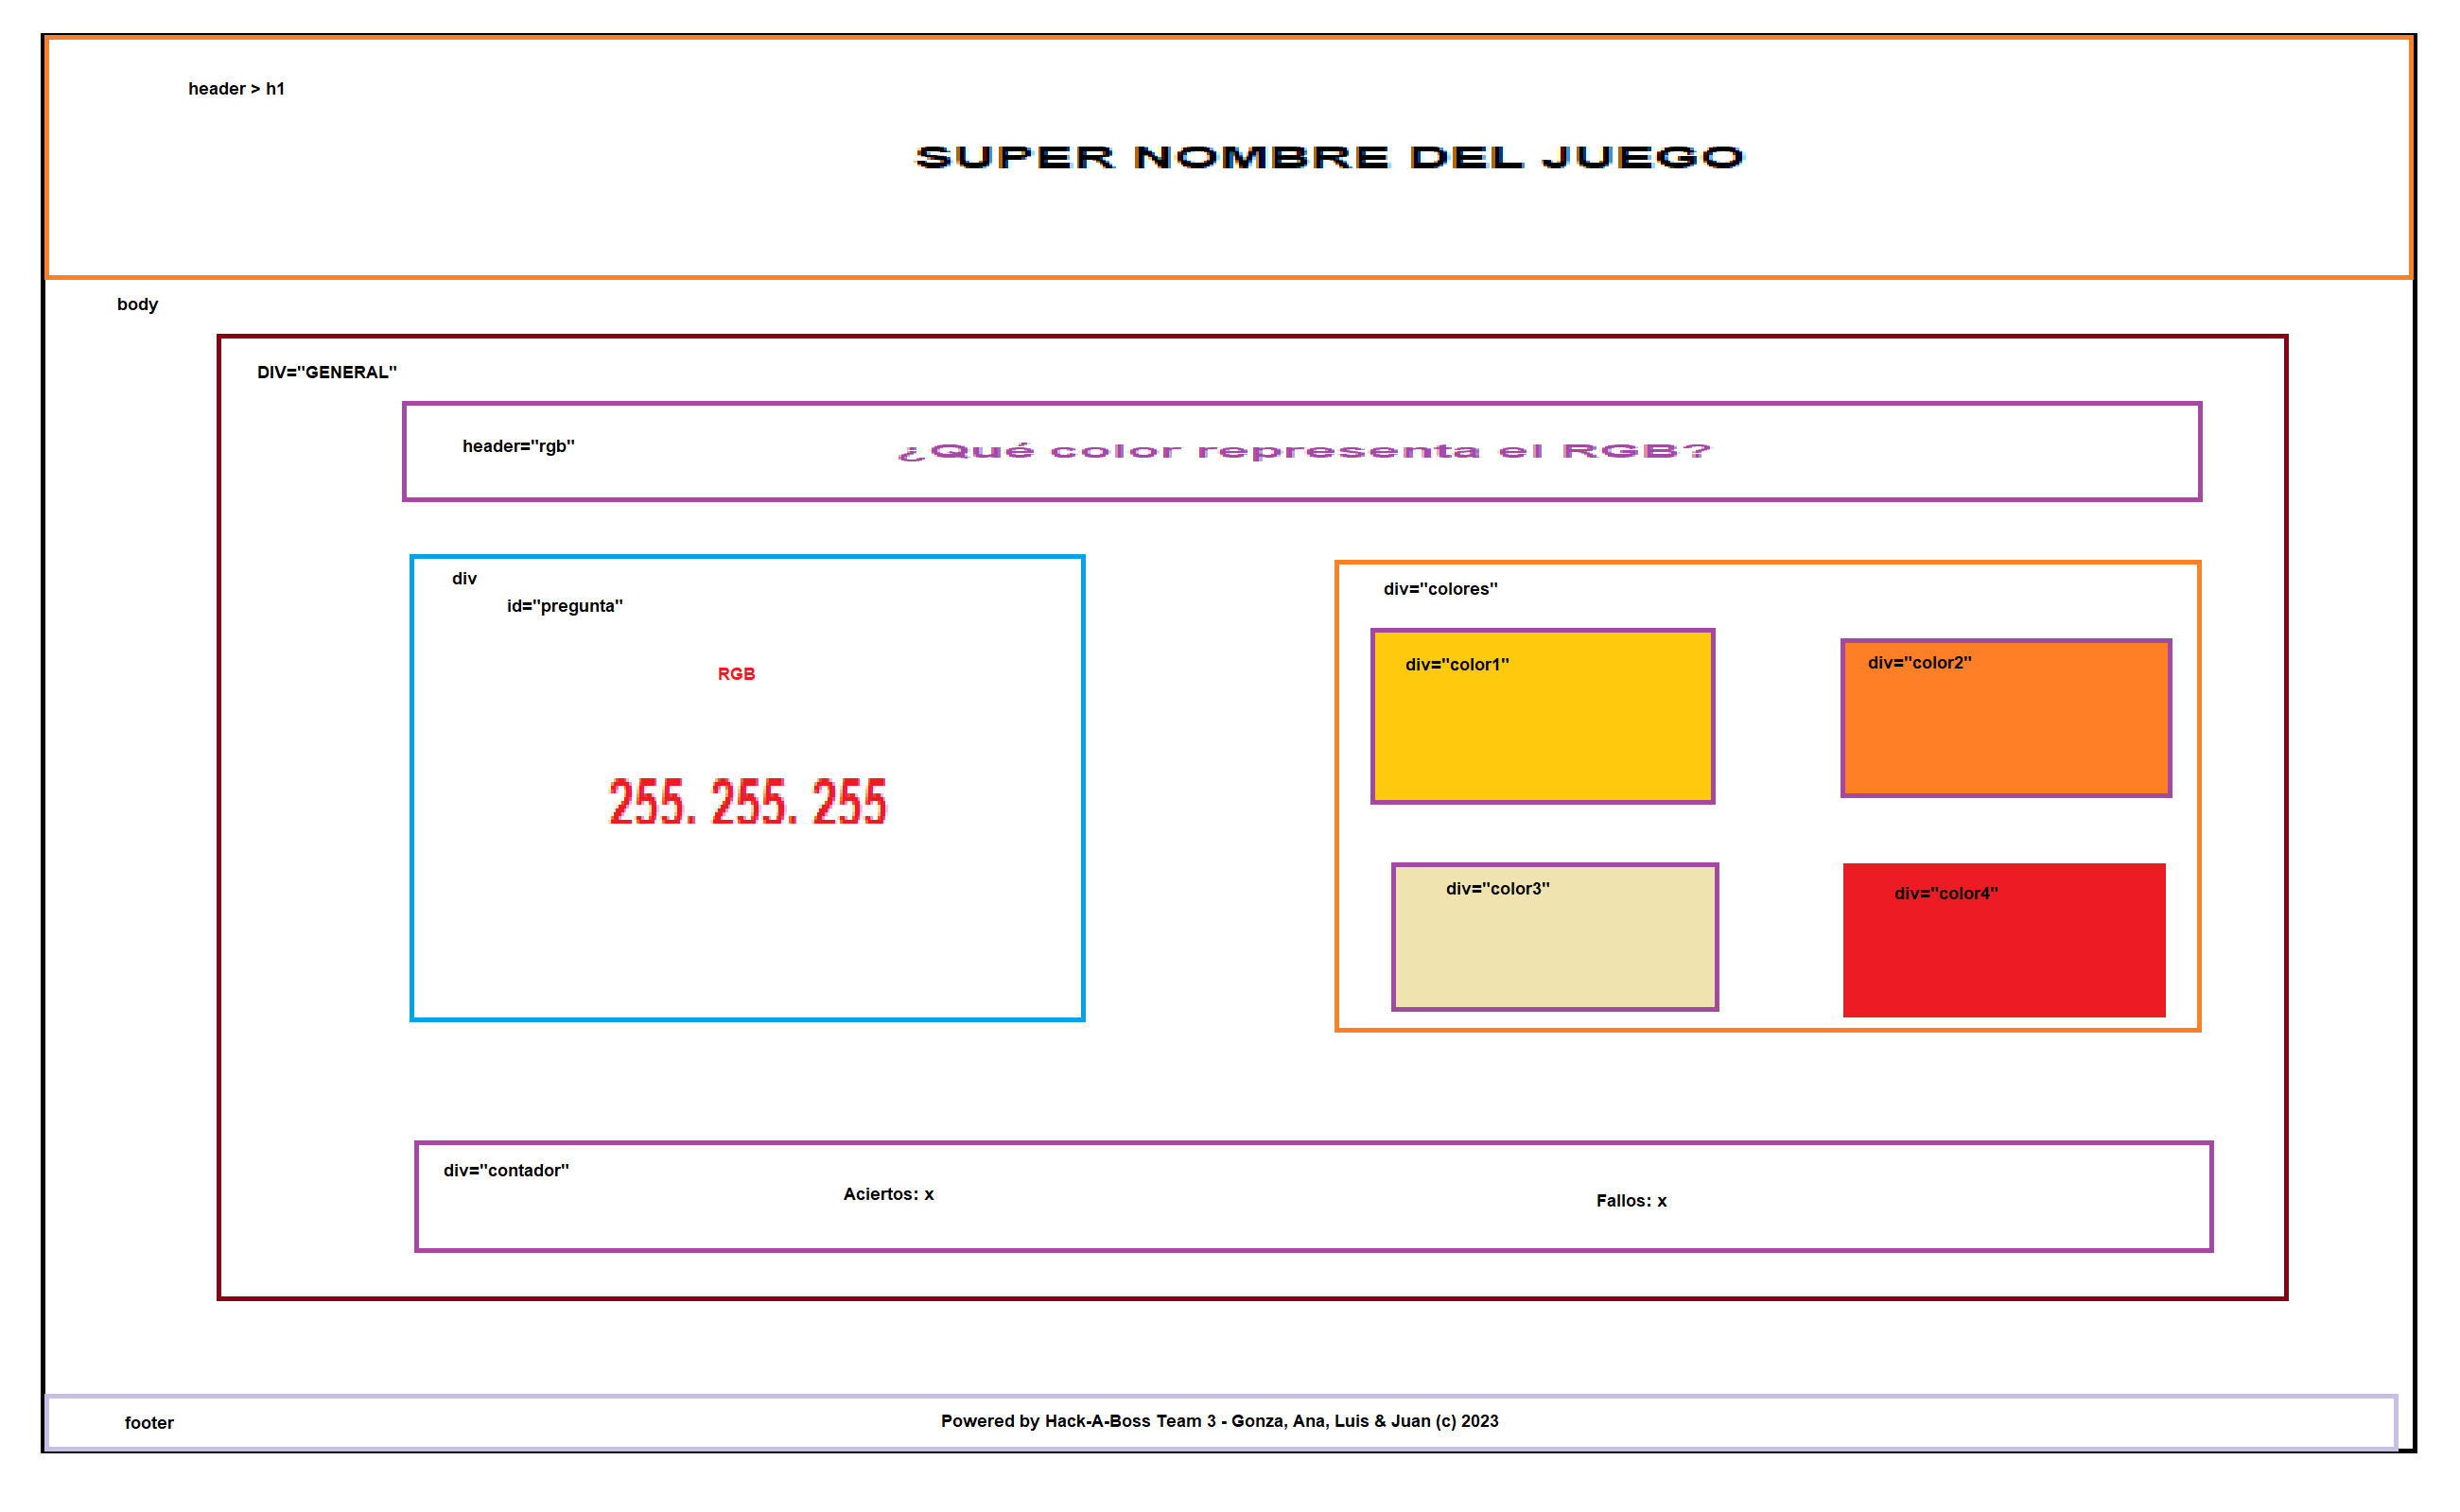 header > h1
SUPER NOMBRE DEL JUEGO
body
DIV="GENERAL"
header="rgb"
¿Qué color representa el RGB?
div
id="pregunta"
RGB
255. 255. 255
div="colores"
div="color1"
div="color2"
div="color3"
div="color4"
div="contador"
Aciertos: x
Fallos: x
footer
Powered by Hack-A-Boss Team 3 - Gonza, Ana, Luis & Juan (c) 2023